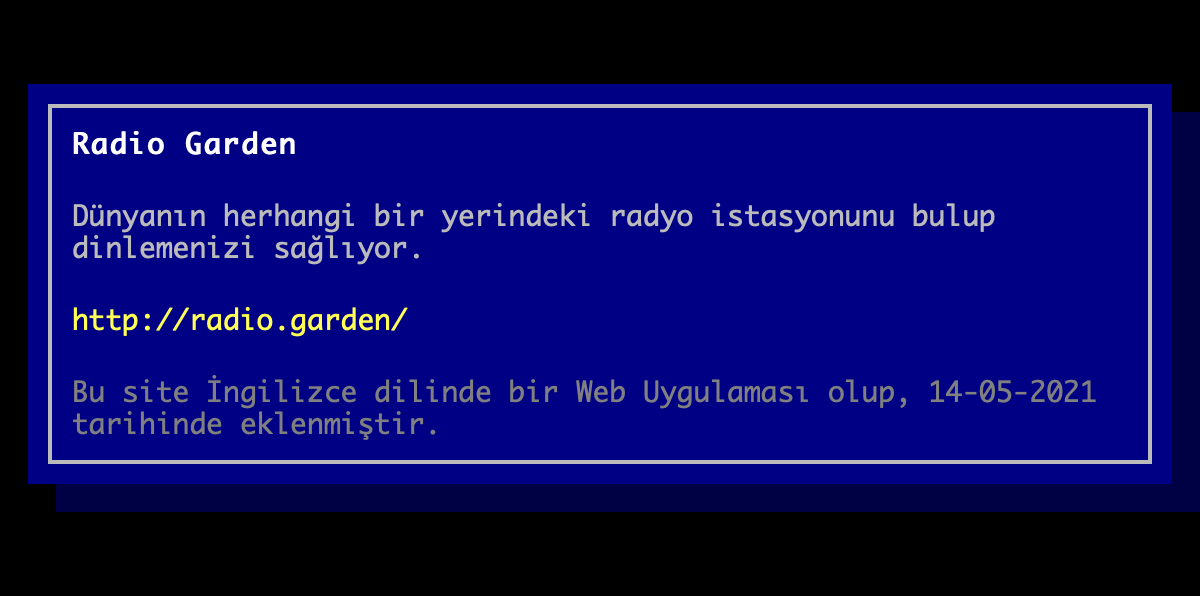 Radio Garden
Dünyanın herhangi bir yerindeki radyo istasyonunu bulup
dinlemenizi sağlıyor.
http://radio.garden/
Bu site İngilizce dilinde bir Web Uygulaması olup, 14-05-2021
tarihinde eklenmiştir.